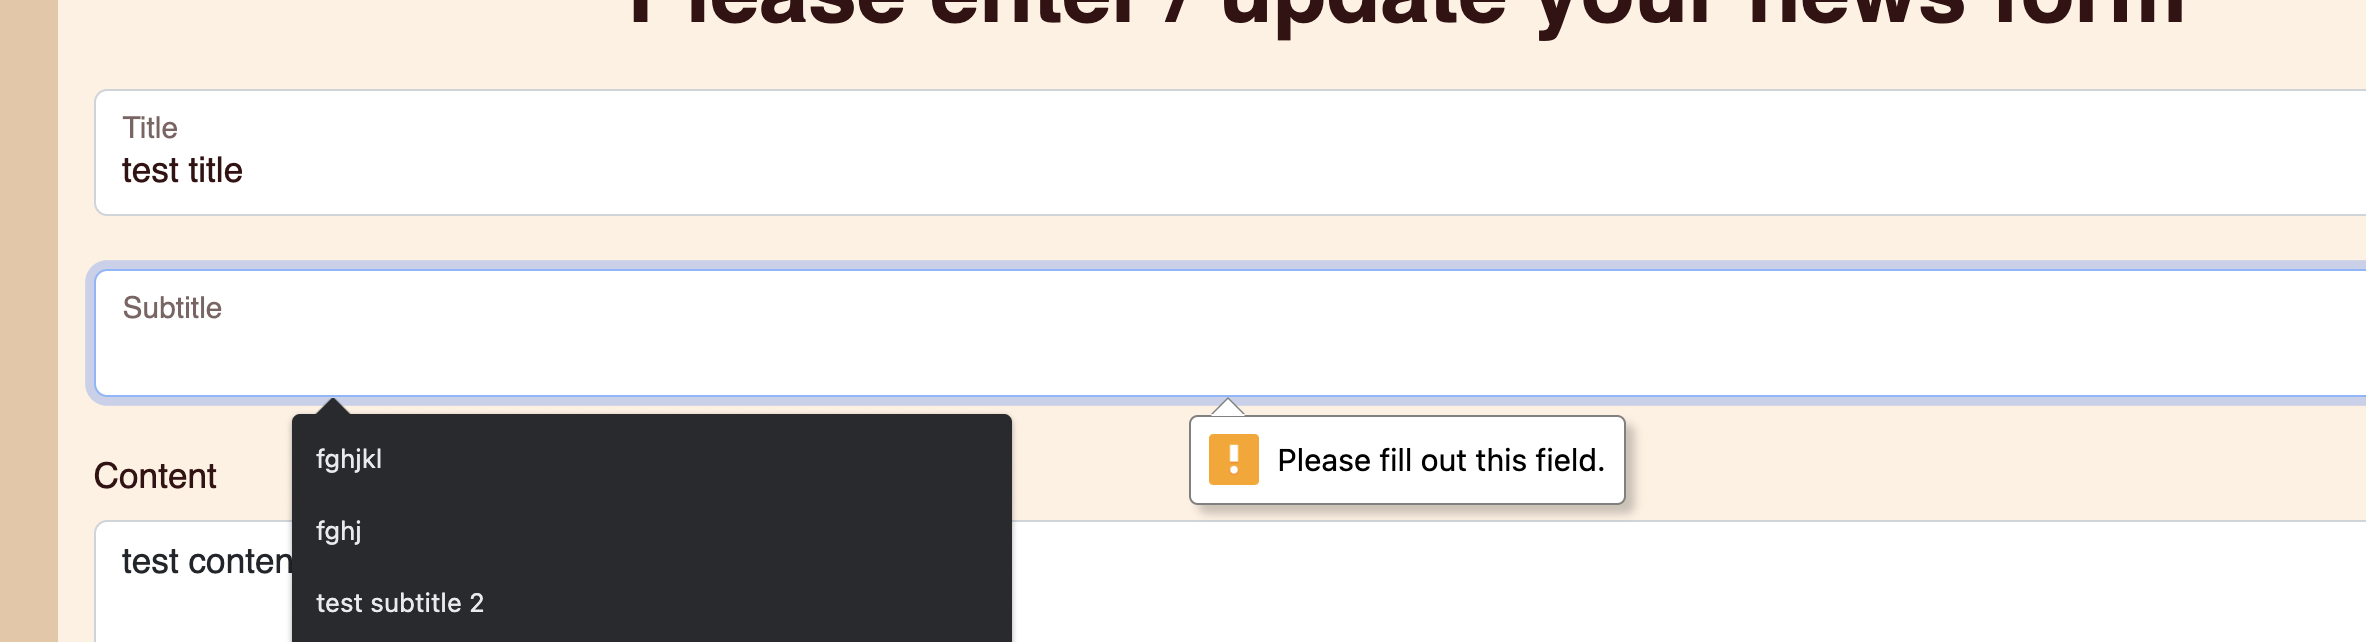 Please enter / update your news form
Title
test title
Subtitle
Please fill out this field.
fghjkl
fghj
test subtitle 2
Content
test conten